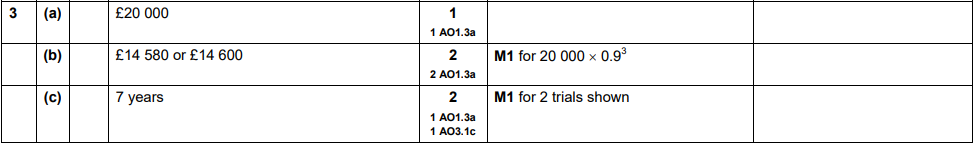 3 (a) £20 000 1
1 AO1.3a
(b) £14 580 or £14 600 2 M1 for 20 000 × 0.9³
2 AO1.3a
(c) 7 years 2 M1 for 2 trials shown
1 AO1.3a
1 AO3.1c